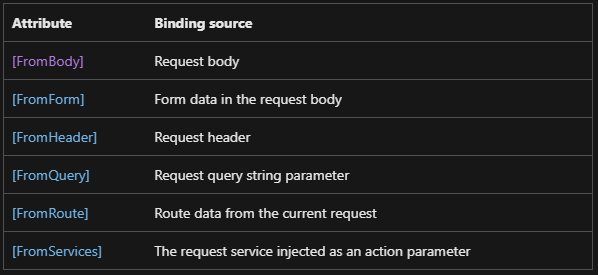 Attribute Binding source
[FromBody] Request body
[FromForm] Form data in the request body
[FromHeader] Request header
[FromQuery] Request query string parameter
[FromRoute] Route data from the current request
[FromServices] The request service injected as an action parameter